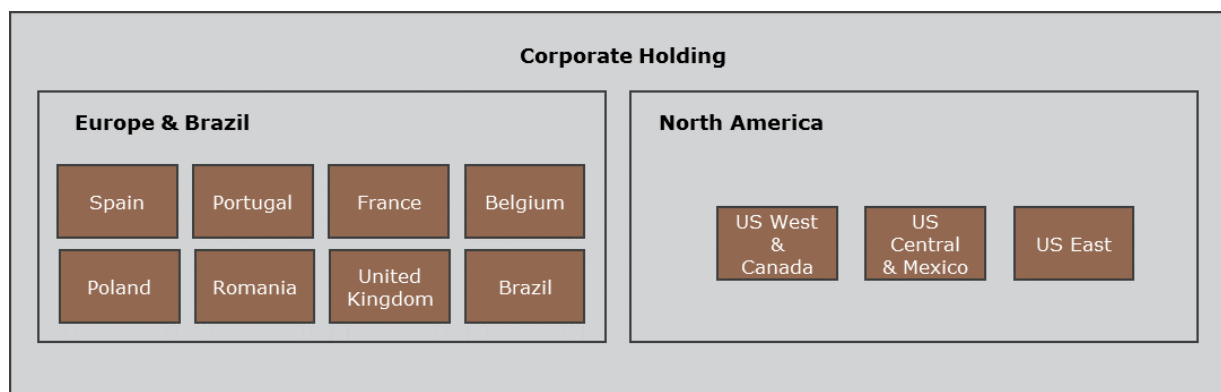 Corporate Holding
Europe & Brazil
Spain
Portugal
France
Belgium
Poland
Romania
United
Kingdom
Brazil
North America
US West
&
Canada
US
Central
& Mexico
US East